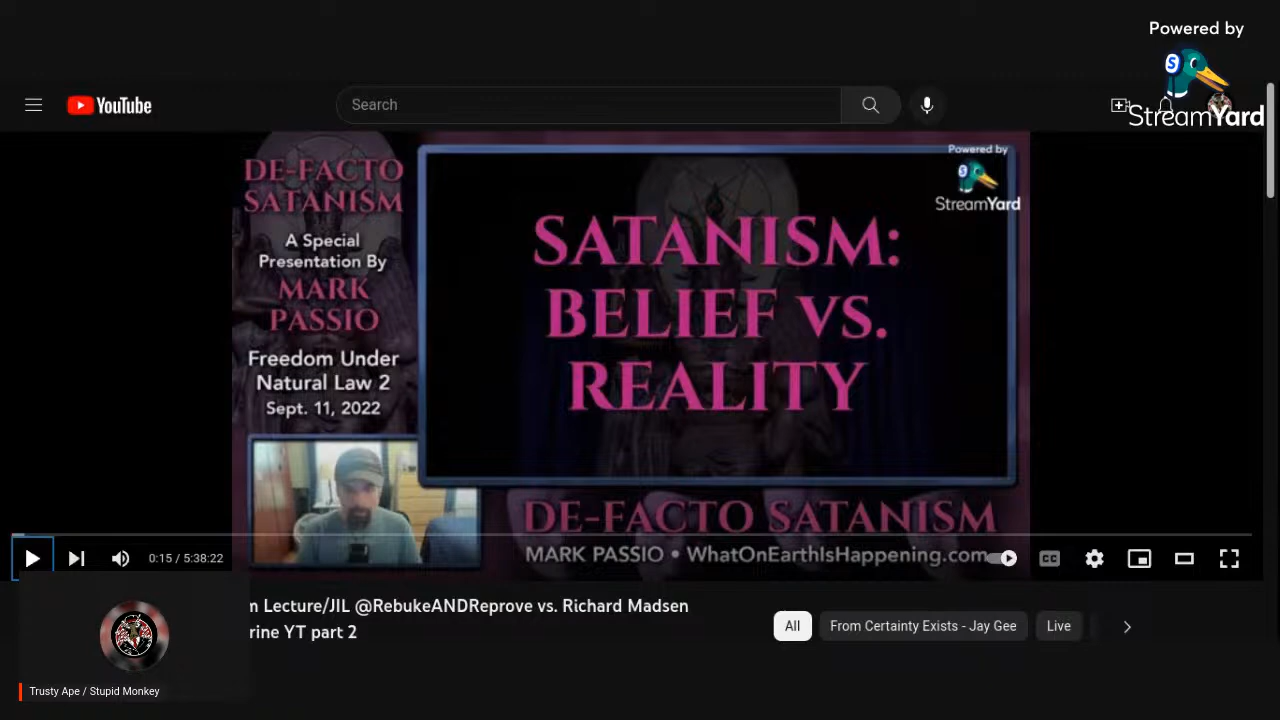 Powered by
StreamYard
YouTube
Search
DE-FACTO
SATANISM
A Special
Presentation By
MARK
PASSIO
Freedom Under
Natural Law 2
Sept. 11, 2022
Powered by
StreamYard
SATANISM:
BELIEF VS.
REALITY
DE-FACTO SATANISM
MARK PASSIO • WhatOnEarthIsHappening.com
0:15 / 5:38:22
CC
m Lecture/JIL @RebukeANDReprove vs. Richard Madsen
rine YT part 2
All
From Certainty Exists - Jay Gee
Live
Trusty Ape / Stupid Monkey